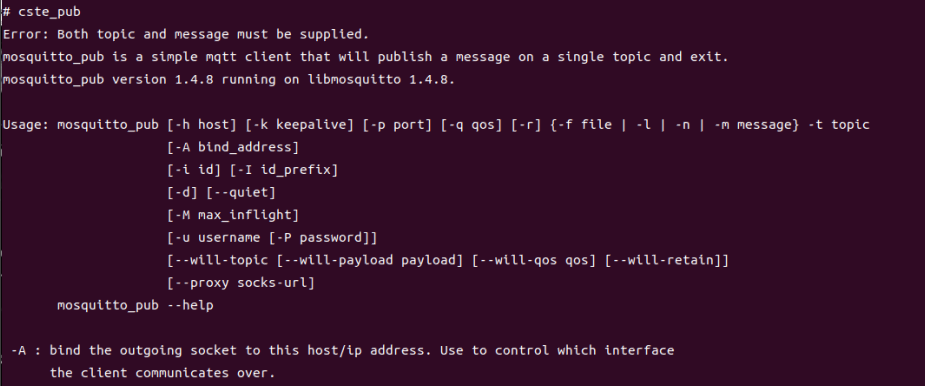 # cste_pub
Error: Both topic and message must be supplied.
mosquitto_pub is a simple mqtt client that will publish a message on a single topic and exit.
mosquitto_pub version 1.4.8 running on libmosquitto 1.4.8.
Usage: mosquitto_pub [-h host] [-k keepalive] [-p port] [-q qos] [-r] {-f file | -l | -n | -m message} -t topic
[-A bind_address]
[-i id] [-I id_prefix]
[-d] [--quiet]
[-M max_inflight]
[-u username [-P password]]
[--will-topic [--will-payload payload] [--will-qos qos] [--will-retain]]
[--proxy socks-url]
mosquitto_pub --help
-A : bind the outgoing socket to this host/ip address. Use to control which interface
the client communicates over.